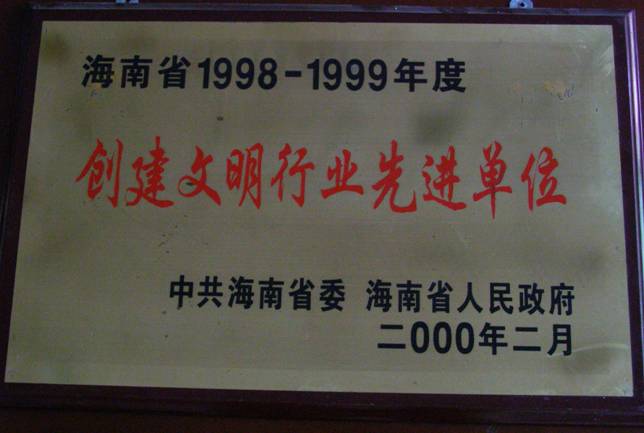 海南省1998-1999年度
创建文明行业先进单位
中共海南省委 海南省人民政府
二000年二月